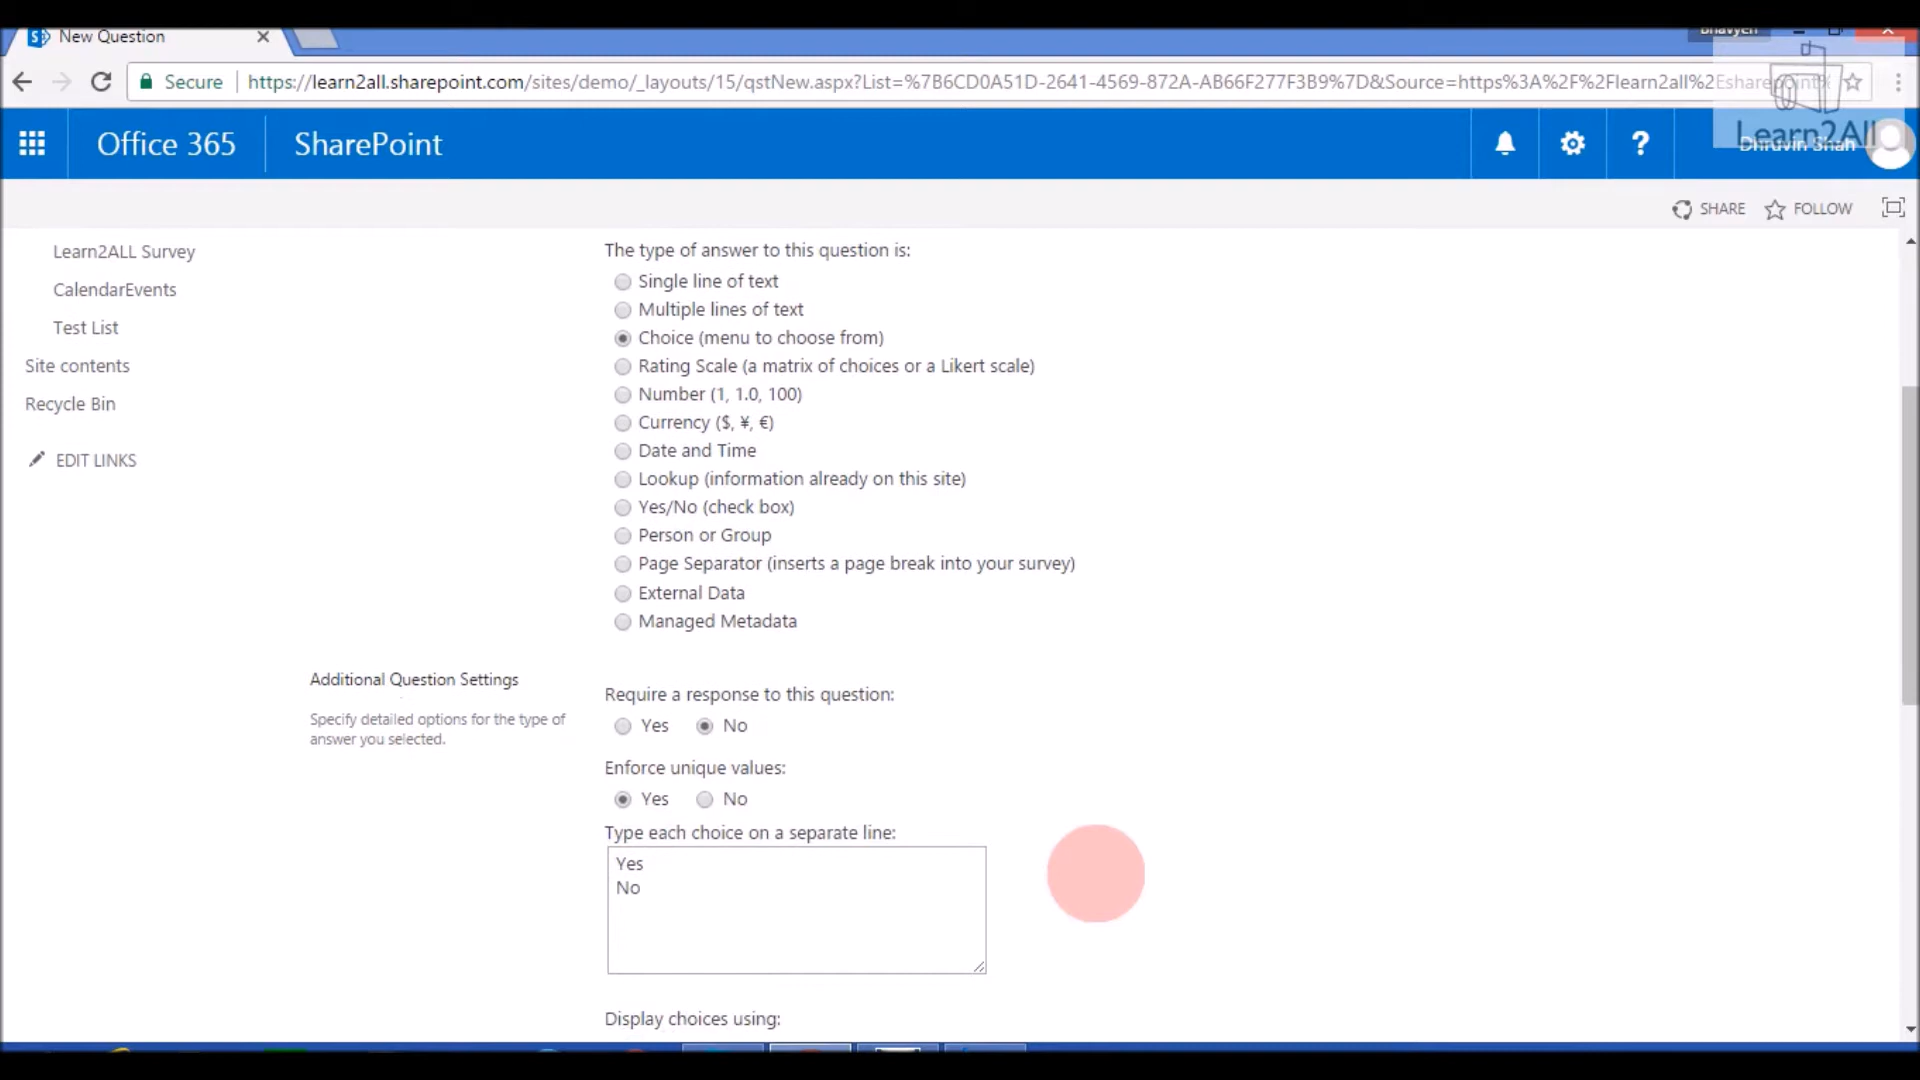 New Question
Bhavyen
Secure
https://learn2all.sharepoint.com/sites/demo/_layouts/15/qstNew.aspx?List=%7B6CD0A51D-2641-4569-872A-AB66F277F3B9%7D&Source=https%3A%2F%2Flearn2all%2Esharepoint%
Office 365
SharePoint
?
Learn2All
Dhruvin Shah
SHARE
FOLLOW
Learn2ALL Survey
CalendarEvents
Test List
Site contents
Recycle Bin
EDIT LINKS
The type of answer to this question is:
Single line of text
Multiple lines of text
Choice (menu to choose from)
Rating Scale (a matrix of choices or a Likert scale)
Number (1, 1.0, 100)
Currency ($, ¥, €)
Date and Time
Lookup (information already on this site)
Yes/No (check box)
Person or Group
Page Separator (inserts a page break into your survey)
External Data
Managed Metadata
Additional Question Settings
Specify detailed options for the type of
answer you selected.
Require a response to this question:
Yes No
Enforce unique values:
Yes No
Type each choice on a separate line:
Yes
No
Display choices using: